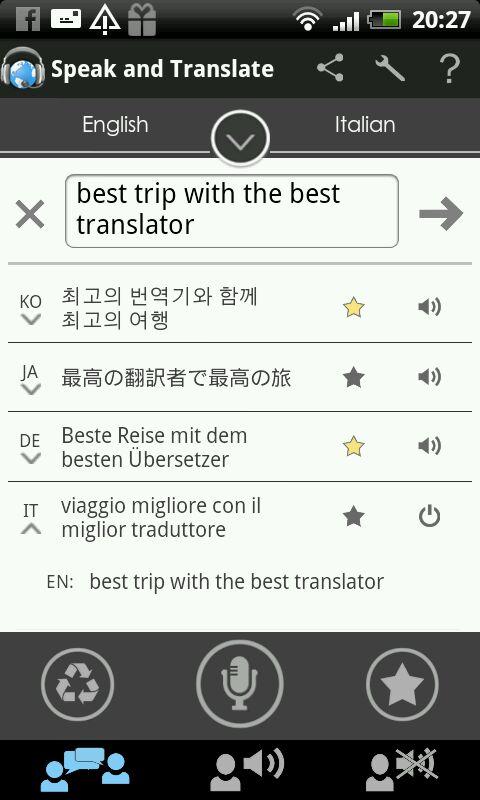 20:27
Speak and Translate
?
English
Italian
best trip with the best
translator
KO
최고의 번역기와 함께
최고의 여행
JA
最高の翻訳者で最高の旅
DE
Beste Reise mit dem
besten Übersetzer
IT
viaggio migliore con il
miglior traduttore
EN: best trip with the best translator